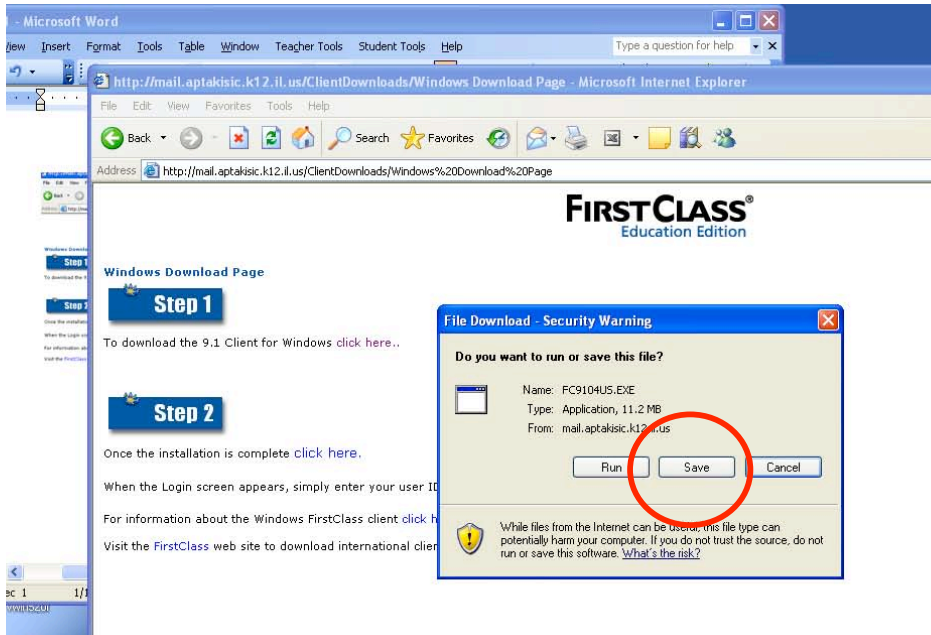 - Microsoft Word
View Insert Format Tools Table Window Teacher Tools Student Tools Help Type a question for help
http://mail.aptakisic.k12.il.us/ClientDownloads/Windows Download Page - Microsoft Internet Explorer
File Edit View Favorites Tools Help
Back Search Favorites
Address http://mail.aptakisic.k12.il.us/ClientDownloads/Windows%20Download%20Page
FIRSTCLASS®
Education Edition
Windows Download Page
Step 1
To download the 9.1 Client for Windows click here..
Step 2
Once the installation is complete click here.
When the Login screen appears, simply enter your user ID
For information about the Windows FirstClass client click h
Visit the FirstClass web site to download international clien
File Download - Security Warning
Do you want to run or save this file?
Name: FC9104US.EXE
Type: Application, 11.2 MB
From: mail.aptakisic.k12.il.us
Run Save Cancel
While files from the Internet can be useful, this file type can
potentially harm your computer. If you do not trust the source, do not
run or save this software. What's the risk?
ec 1 1/1